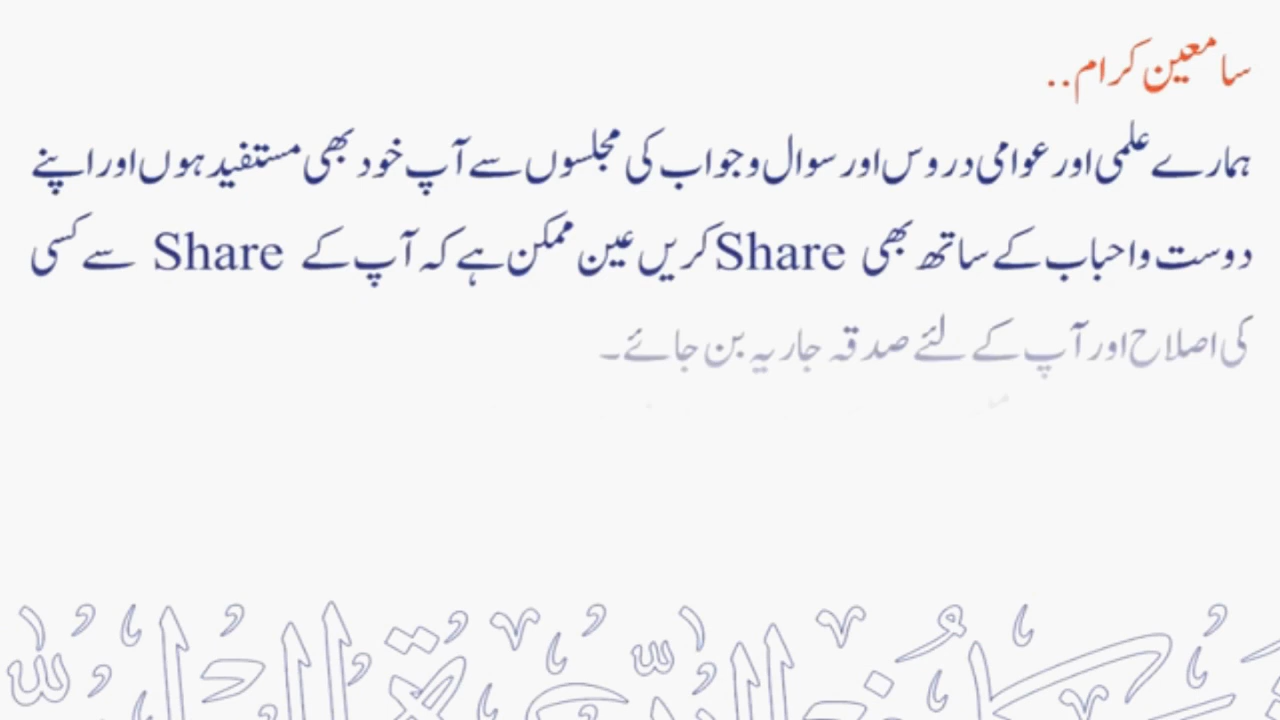 سامعین کرام..
ہمارے علمی اور عوامی دروس اور سوال و جواب کی مجلسوں سے آپ خود بھی مستفید ہوں اور اپنے
دوست و احباب کے ساتھ بھی Share کریں عین ممکن ہے کہ آپ کے Share سے کسی
کی اصلاح اور آپ کے لئے صدقہ جاریہ بن جائے۔